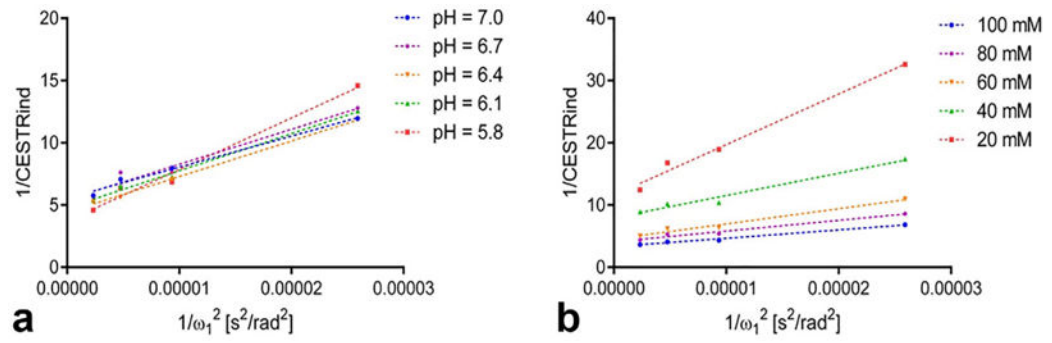 20
15
10
5
0
1/CESTRind
0.00000
0.00001
0.00002
0.00003
1/ω₁² [s²/rad²]
pH = 7.0
pH = 6.7
pH = 6.4
pH = 6.1
pH = 5.8
a
40
30
20
10
0
1/CESTRind
0.00000
0.00001
0.00002
0.00003
1/ω₁² [s²/rad²]
100 mM
80 mM
60 mM
40 mM
20 mM
b